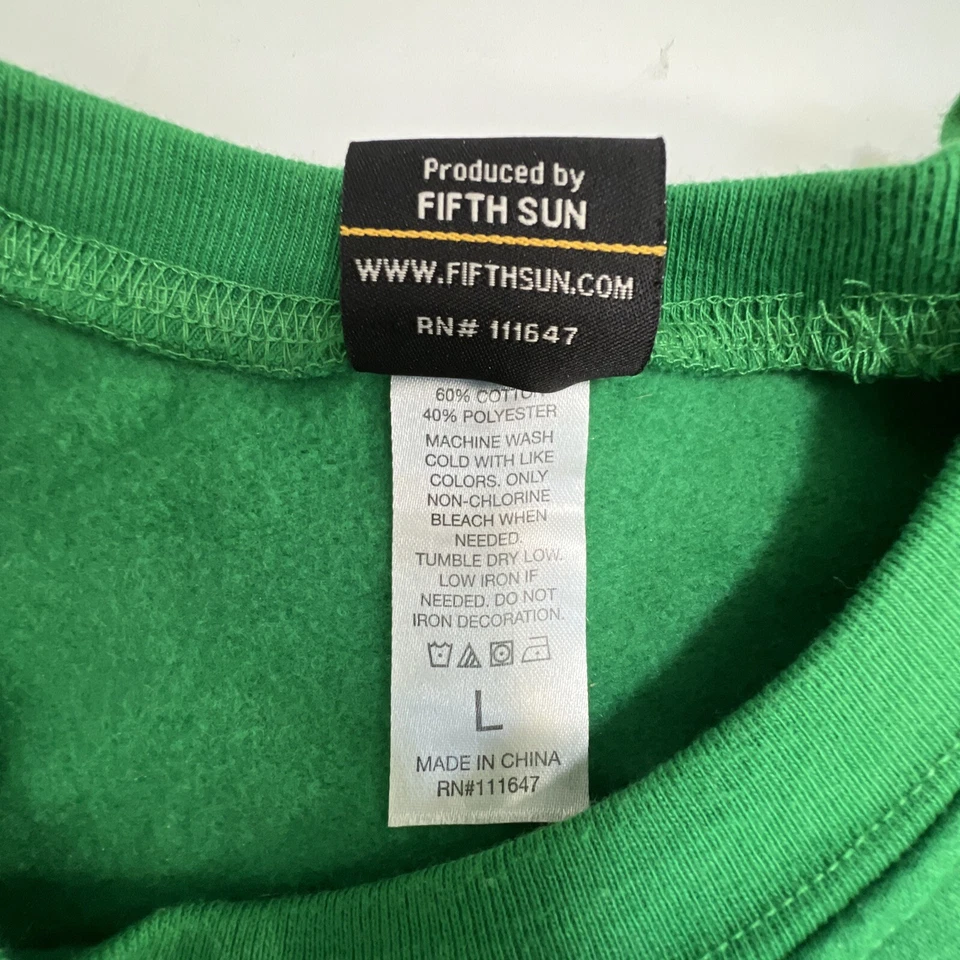 Produced by
FIFTH SUN
WWW.FIFTHSUN.COM
RN# 111647
60% COTTON
40% POLYESTER
MACHINE WASH
COLD WITH LIKE
COLORS. ONLY
NON-CHLORINE
BLEACH WHEN
NEEDED.
TUMBLE DRY LOW.
LOW IRON IF
NEEDED. DO NOT
IRON DECORATION.
L
MADE IN CHINA
RN#111647